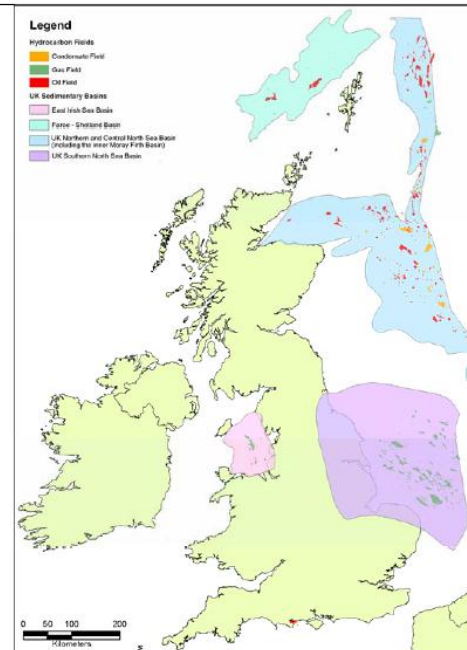 Legend
Hydrocarbon Fields
Condensate Field
Gas Field
Oil Field
UK Sedimentary Basins
East Irish Sea Basin
Faroe - Shetland Basin
UK Northern and Central North Sea Basin
(including the inner Moray Firth Basin)
UK Southern North Sea Basin
0 50 100 200
Kilometers